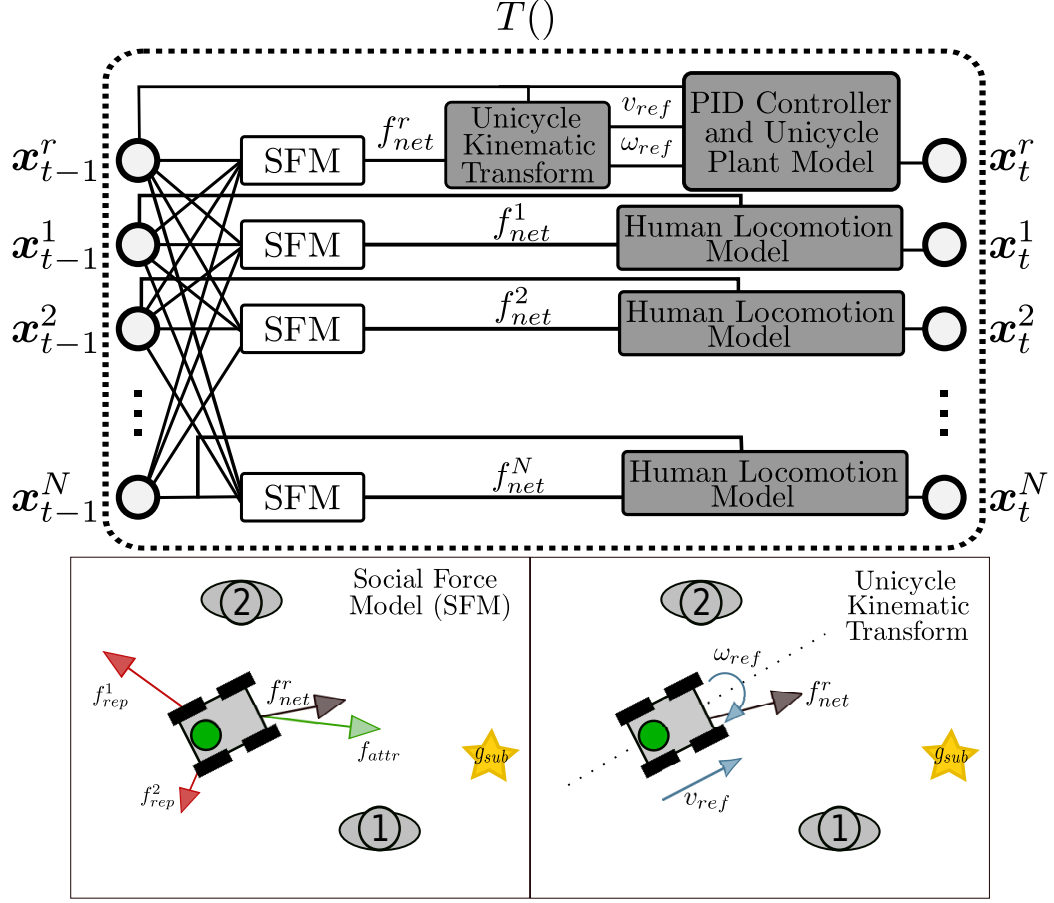 T()
x^r_{t-1}
SFM
f^r_{net}
Unicycle
Kinematic
Transform
v_{ref}
ω_{ref}
PID Controller
and Unicycle
Plant Model
x^r_t
x^1_{t-1}
SFM
f^1_{net}
Human Locomotion
Model
x^1_t
x^2_{t-1}
SFM
f^2_{net}
Human Locomotion
Model
x^2_t
x^N_{t-1}
SFM
f^N_{net}
Human Locomotion
Model
x^N_t
Social Force
Model (SFM)
2
f^1_{rep}
f^r_{net}
f_{attr}
f^2_{rep}
g_{sub}
1
Unicycle
Kinematic
Transform
2
ω_{ref}
f^r_{net}
v_{ref}
g_{sub}
1